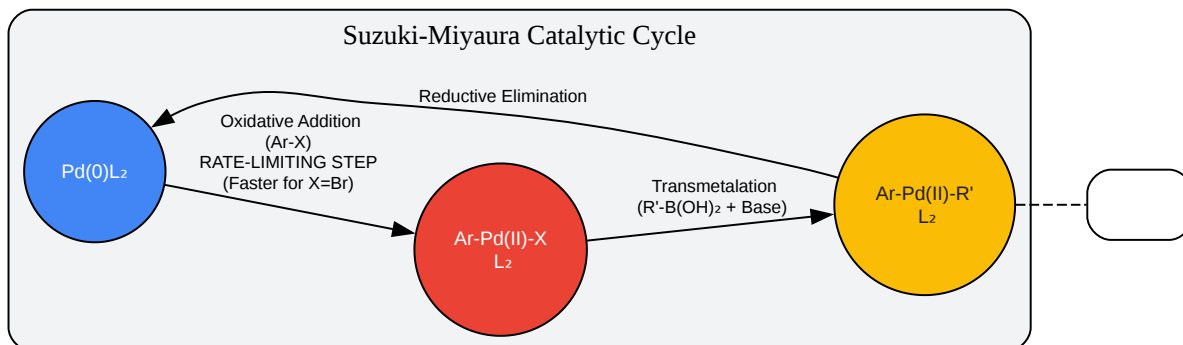 Suzuki-Miyaura Catalytic Cycle
Reductive Elimination
Oxidative Addition
(Ar-X)
RATE-LIMITING STEP
(Faster for X=Br)
Pd(0)L₂
Transmetalation
(R'-B(OH)₂ + Base)
Ar-Pd(II)-R'
L₂
Ar-Pd(II)-X
L₂